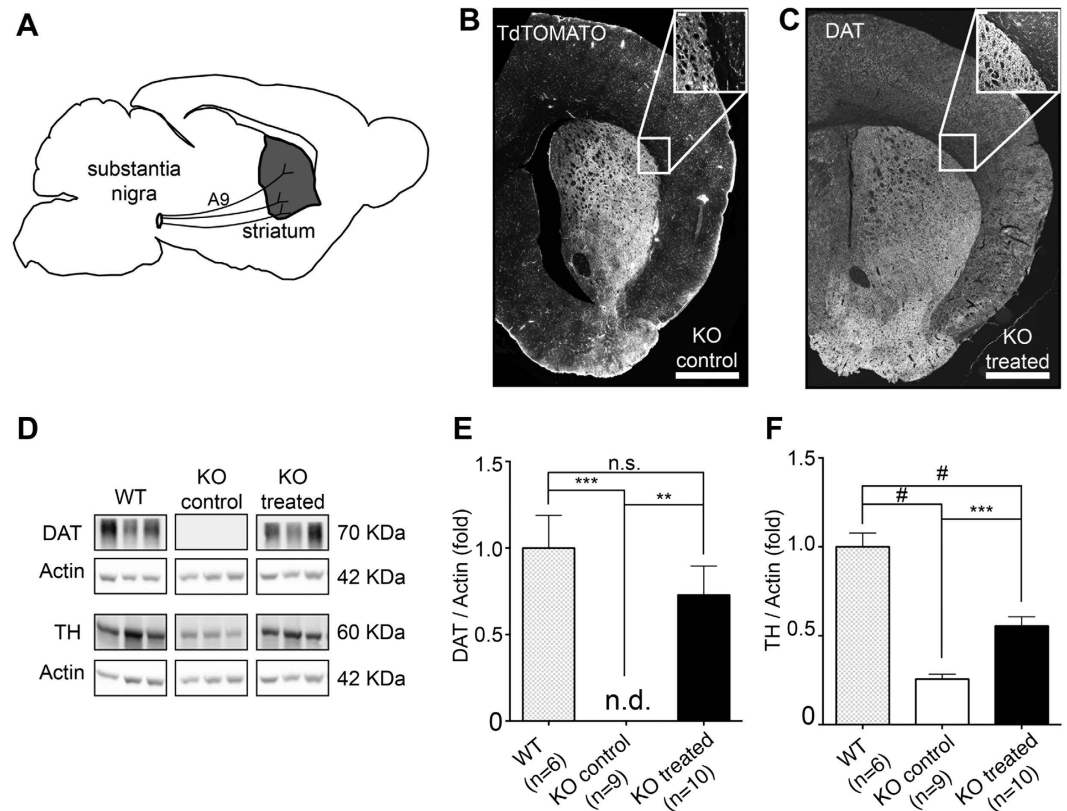 A
substantia
nigra
A9
striatum
B
TdTOMATO
KO
control
C
DAT
KO
treated
D
WT
KO
control
KO
treated
DAT
70 KDa
Actin
42 KDa
TH
60 KDa
Actin
42 KDa
E
n.s.
***
**
DAT / Actin (fold)
1.5
1.0
0.5
0
n.d.
WT
(n=6)
KO control
(n=9)
KO treated
(n=10)
F
#
#
***
TH / Actin (fold)
1.5
1.0
0.5
0
WT
(n=6)
KO control
(n=9)
KO treated
(n=10)